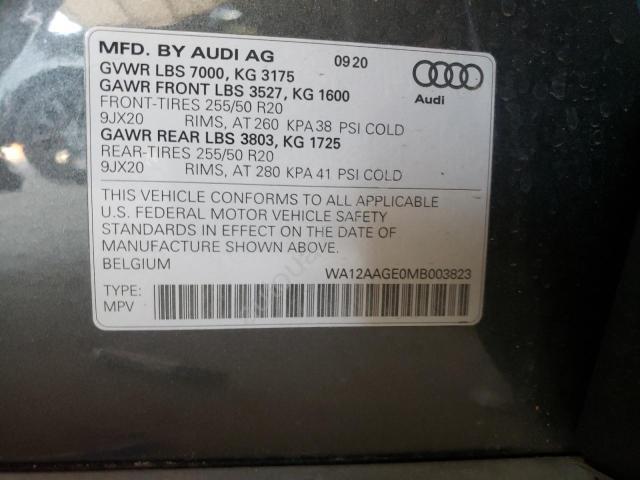 MFD. BY AUDI AG 0920
GVWR LBS 7000, KG 3175
GAWR FRONT LBS 3527, KG 1600
FRONT-TIRES 255/50 R20
9JX20 RIMS, AT 260 KPA 38 PSI COLD
GAWR REAR LBS 3803, KG 1725
REAR-TIRES 255/50 R20
9JX20 RIMS, AT 280 KPA 41 PSI COLD
Audi
THIS VEHICLE CONFORMS TO ALL APPLICABLE
U.S. FEDERAL MOTOR VEHICLE SAFETY
STANDARDS IN EFFECT ON THE DATE OF
MANUFACTURE SHOWN ABOVE.
BELGIUM WA12AAGE0MB003823
TYPE:
MPV